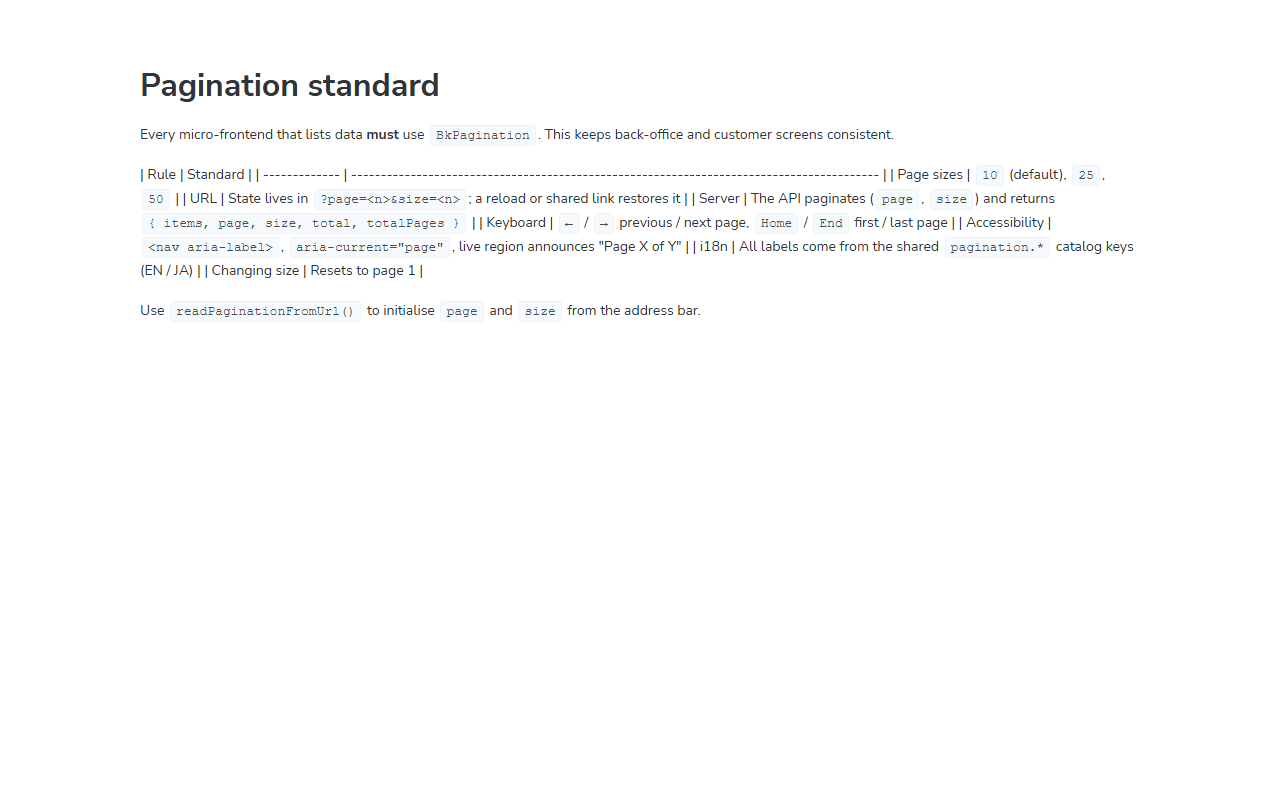 Pagination standard
Every micro-frontend that lists data must use BkPagination. This keeps back-office and customer screens consistent.
| Rule | Standard | | ------------- | --------------------------------------------------------------------------------------- | | Page sizes | 10 (default), 25 ,
50 | | URL | State lives in ?page=<n>&size=<n> ; a reload or shared link restores it | | Server | The API paginates ( page , size ) and returns
{ items, page, size, total, totalPages } | | Keyboard | ← / → previous / next page, Home / End first / last page | | Accessibility |
<nav aria-label> , aria-current="page" , live region announces "Page X of Y" | | i18n | All labels come from the shared pagination.* catalog keys
(EN / JA) | | Changing size | Resets to page 1 |
Use readPaginationFromUrl() to initialise page and size from the address bar.